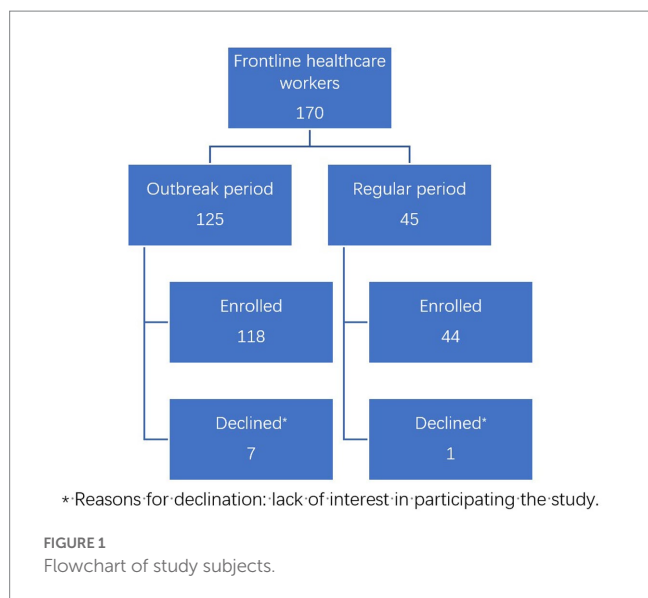 Frontline healthcare
workers
170
Outbreak period
125
Regular period
45
Enrolled
118
Enrolled
44
Declined*
7
Declined*
1
*·Reasons·for·declination:·lack·of·interest·in·participating·the·study.
FIGURE 1
Flowchart of study subjects.